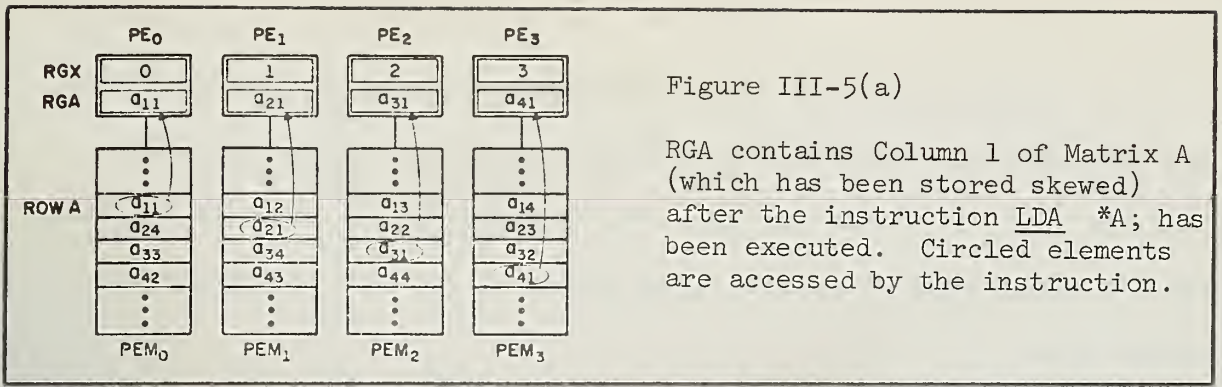 PE0 PE1 PE2 PE3
RGX 0 1 2 3
RGA a11 a21 a31 a41
ROW A a11 a12 a13 a14
a24 a21 a22 a23
a33 a34 a31 a32
a42 a43 a44 a41
PEM0 PEM1 PEM2 PEM3
Figure III-5(a)
RGA contains Column 1 of Matrix A
(which has been stored skewed)
after the instruction LDA *A; has
been executed. Circled elements
are accessed by the instruction.